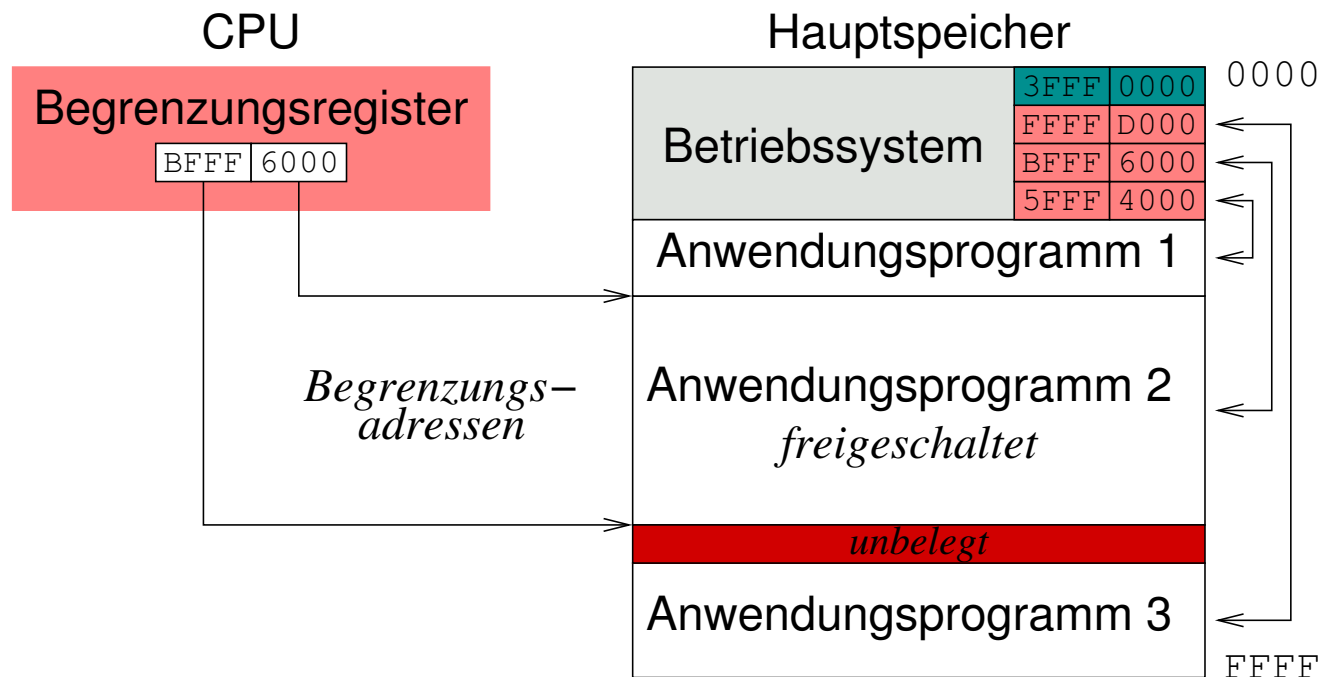 CPU
Begrenzungsregister
BFFF 6000
Begrenzungs-
adressen
Hauptspeicher
0000
Betriebssystem
3FFF 0000
FFFF D000
BFFF 6000
5FFF 4000
Anwendungsprogramm 1
Anwendungsprogramm 2
freigeschaltet
unbelegt
Anwendungsprogramm 3
FFFF